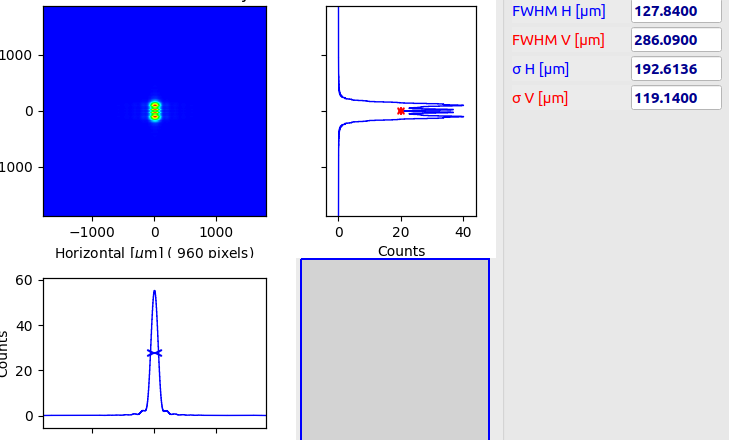 FWHM H [µm] 127.8400
FWHM V [µm] 286.0900
σ H [µm] 192.6136
σ V [µm] 119.1400
1000
0
1000
−1000 0 1000
Horizontal [µm] ( 960 pixels)
0 20 40
Counts
60
40
20
0
Counts